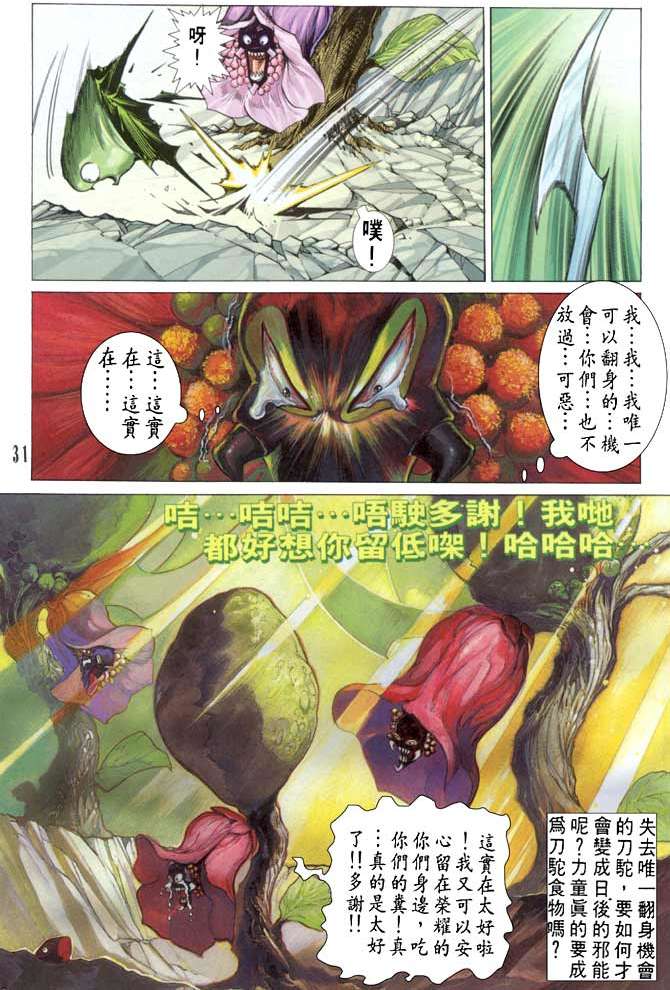 呀！
噗！
我⋯我⋯我唯一
可以翻身的⋯機
會⋯你們⋯也不
放過⋯可惡⋯
這⋯這實
在⋯這實
在⋯⋯
31
咭⋯咭咭⋯唔駛多謝！我哋
都好想你留低㗎！哈哈哈⋯
這實在太好啦
！我又可以安
心留在榮耀的
你們身邊，吃
你們的糞！真
⋯真的是太好
了!!多謝!!
失去唯一翻身機會
的刀駝，要如何才
會變成日後的邪能
呢？力童眞的要成
爲刀駝食物嗎？